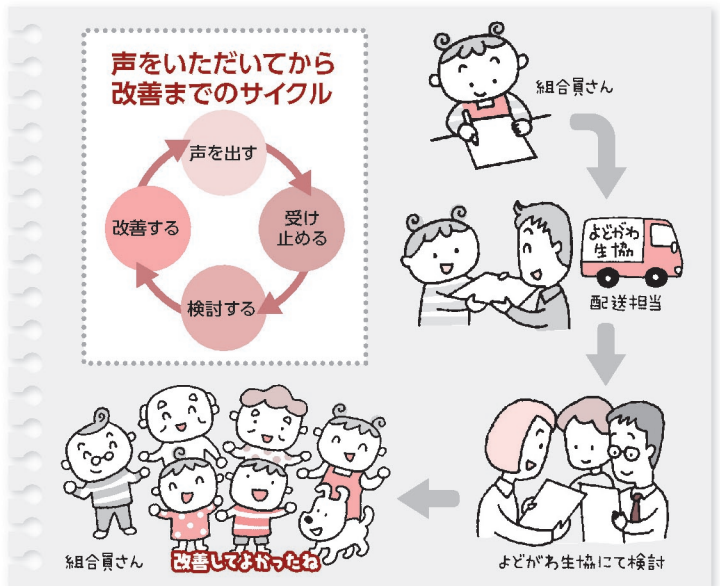 声をいただいてから
改善までのサイクル
声を出す
受け
止める
検討する
改善する
組合員さん
よどがわ
生協
配送担当
よどがわ生協にて検討
組合員さん
改善してよかったね